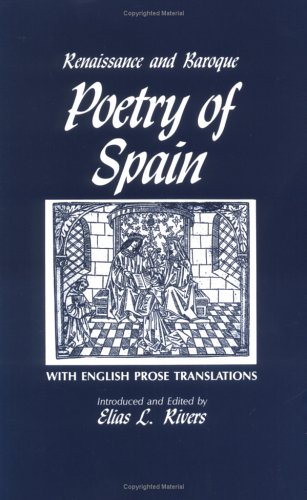 Renaissance and Baroque
Poetry of
Spain
WITH ENGLISH PROSE TRANSLATIONS
Introduced and Edited by
Elias L. Rivers